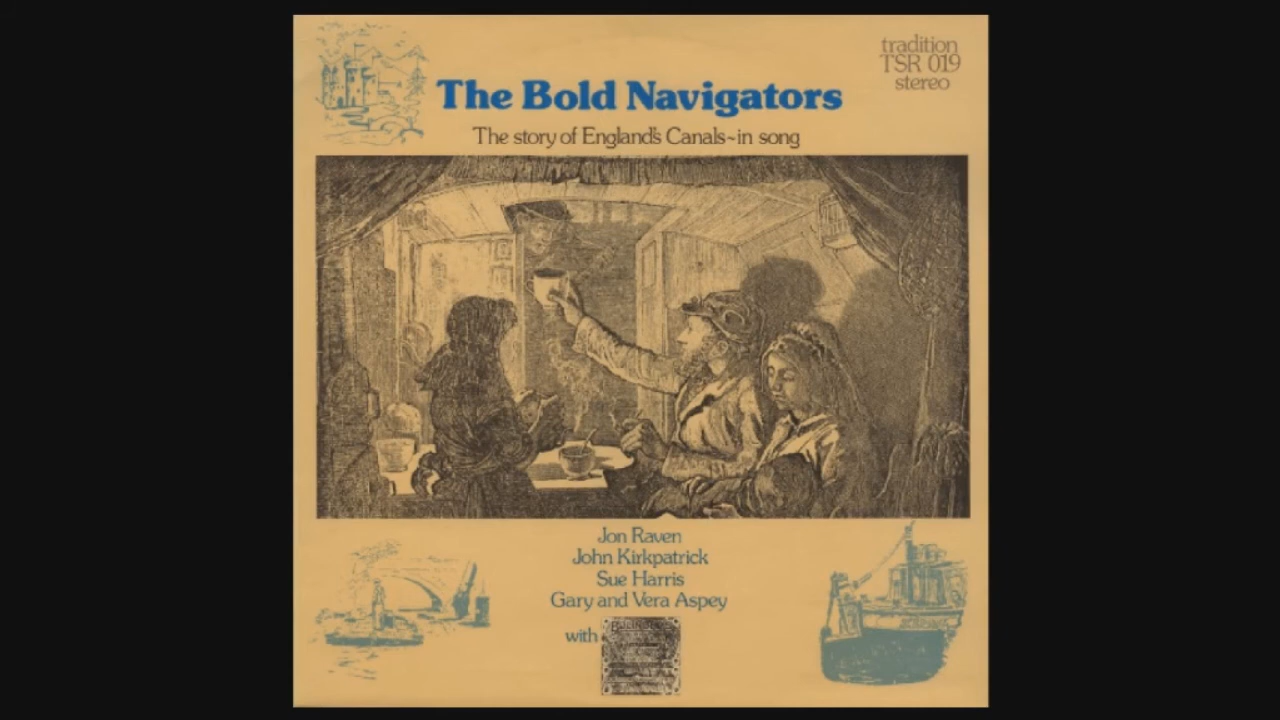 tradition
TSR 019
stereo
The Bold Navigators
The story of England's Canals~in song
Jon Raven
John Kirkpatrick
Sue Harris
Gary and Vera Aspey
with